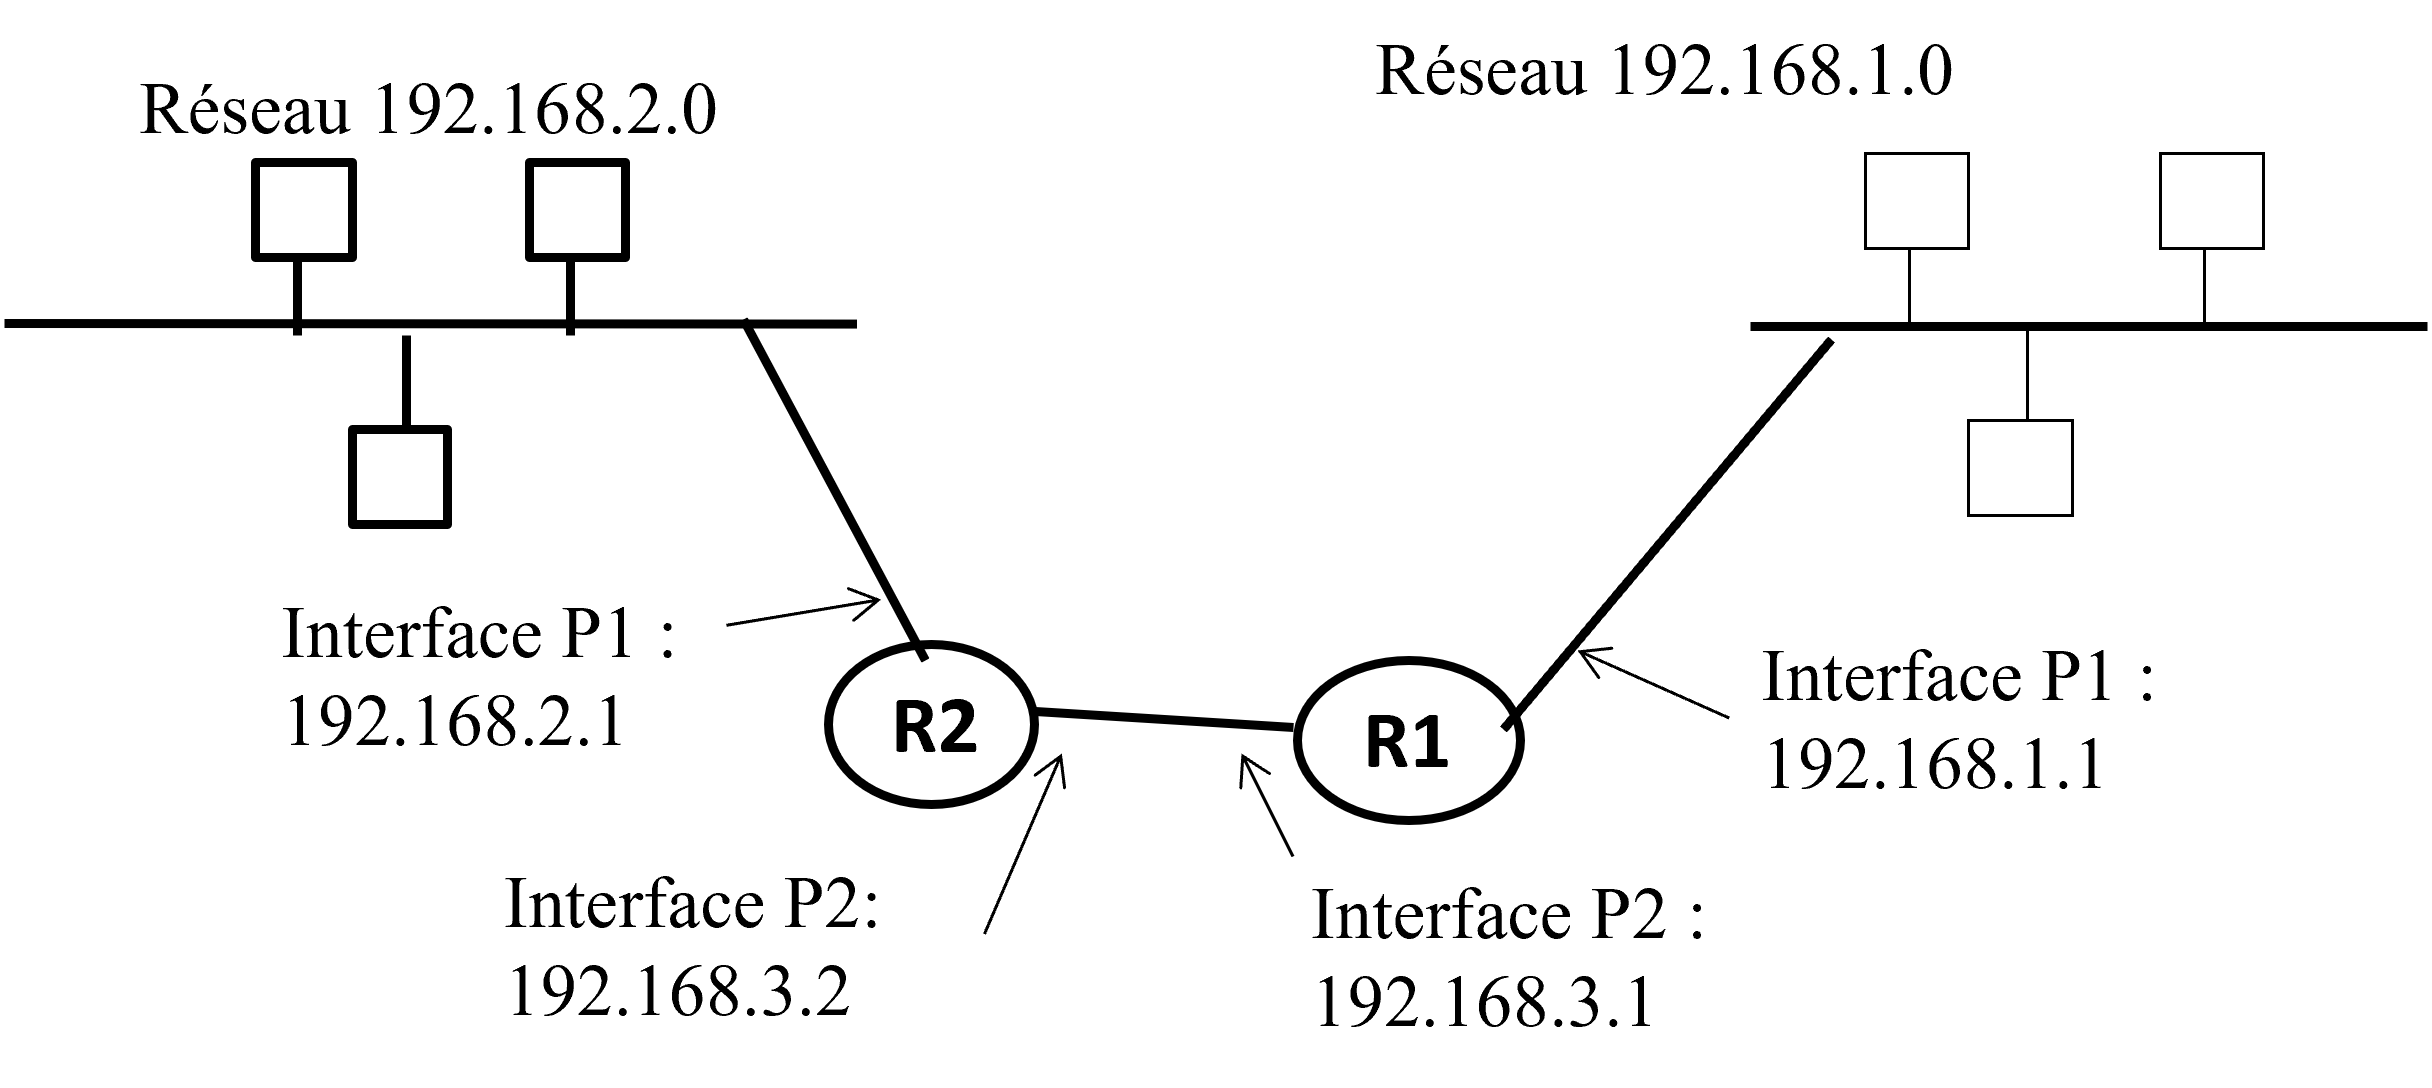 Réseau 192.168.2.0
Réseau 192.168.1.0
Interface P1 :
192.168.2.1
R2
R1
Interface P1 :
192.168.1.1
Interface P2:
192.168.3.2
Interface P2 :
192.168.3.1